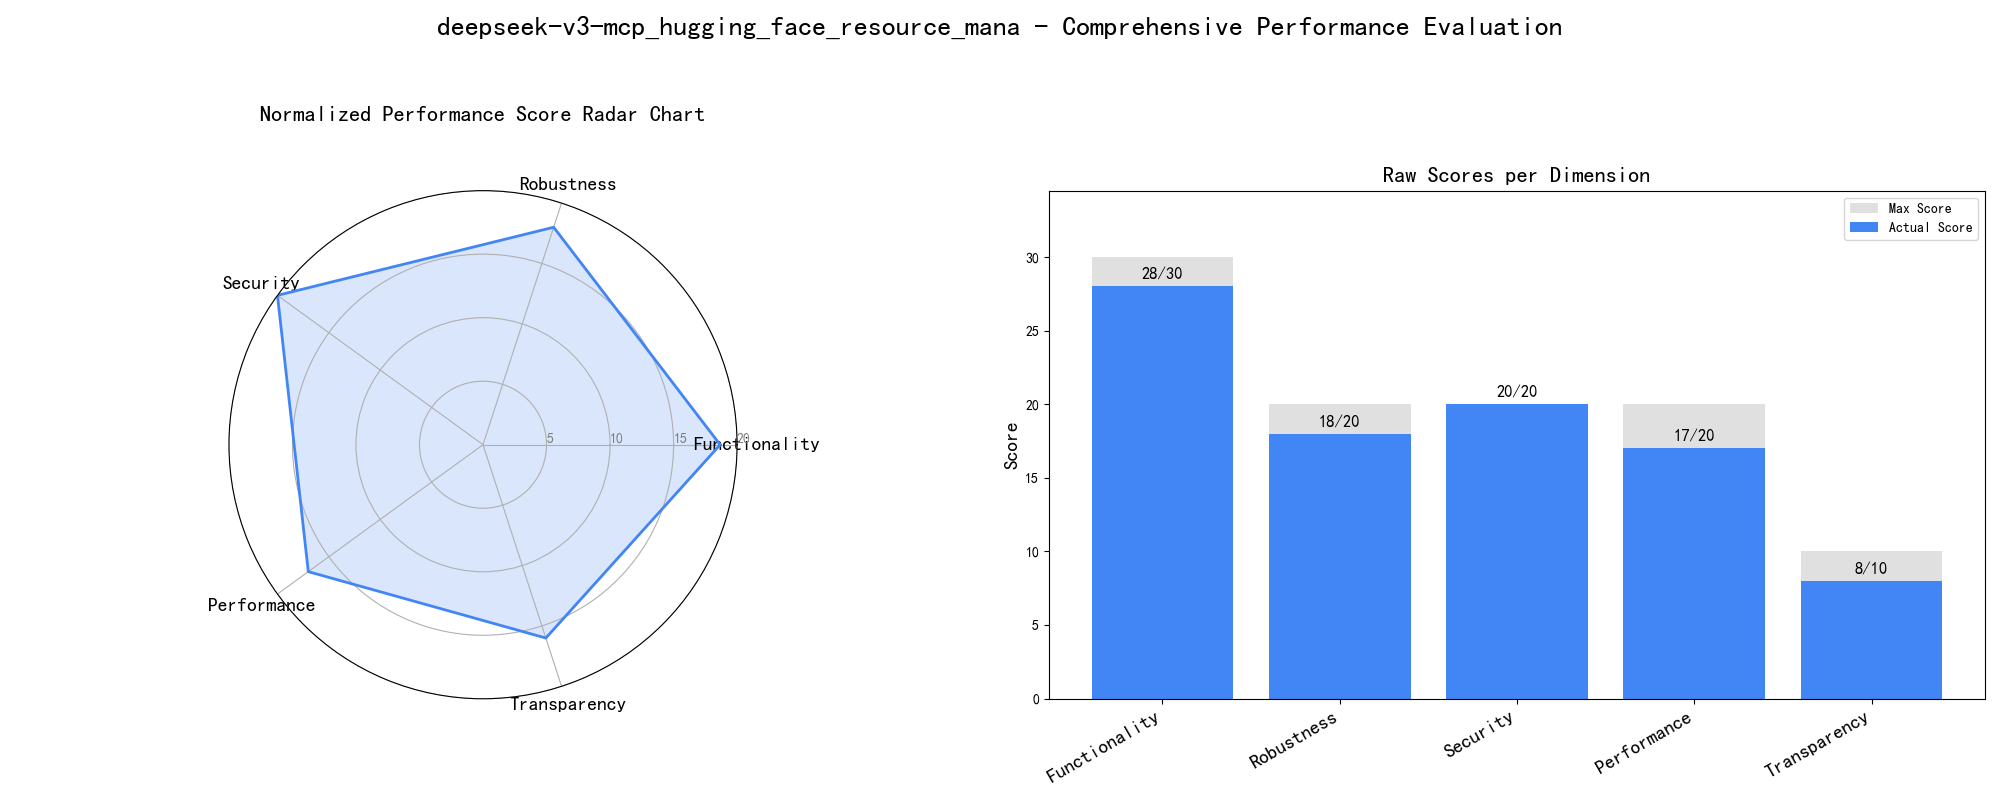 deepseek-v3-mcp_hugging_face_resource_mana - Comprehensive Performance Evaluation
Normalized Performance Score Radar Chart
Robustness
Security
Functionality
Performance
Transparency
5
10
15
20
Raw Scores per Dimension
Max Score
Actual Score
Score
30
25
20
15
10
5
0
28/30
18/20
20/20
17/20
8/10
Functionality
Robustness
Security
Performance
Transparency